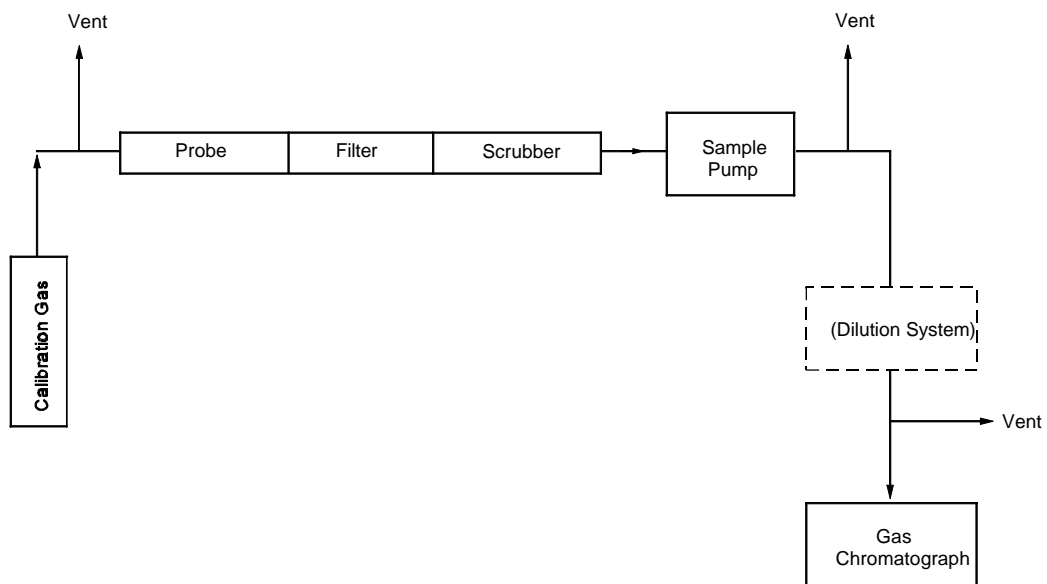 Vent
Vent
Probe
Filter
Scrubber
Sample
Pump
Calibration Gas
(Dilution System)
Vent
Gas
Chromatograph